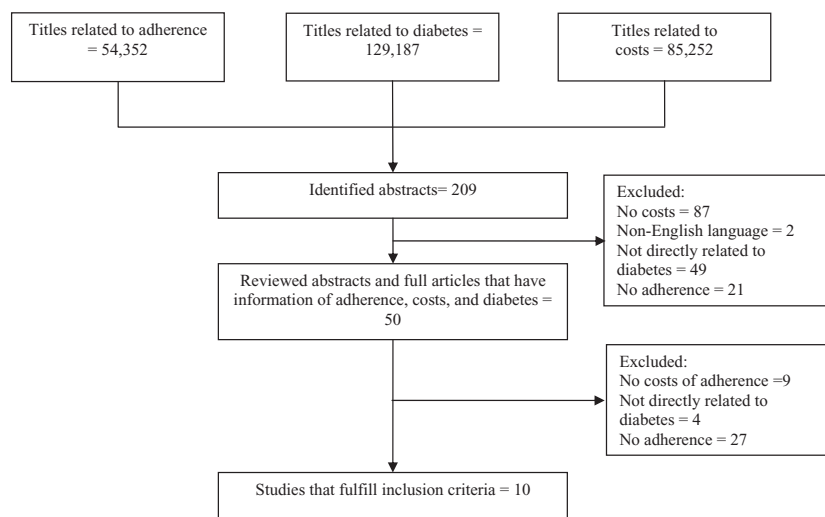 Titles related to adherence
= 54,352
Titles related to diabetes =
129,187
Titles related to
costs = 85,252
Identified abstracts= 209
Excluded:
No costs = 87
Non-English language = 2
Not directly related to
diabetes = 49
No adherence = 21
Reviewed abstracts and full articles that have
information of adherence, costs, and diabetes =
50
Excluded:
No costs of adherence =9
Not directly related to
diabetes = 4
No adherence = 27
Studies that fulfill inclusion criteria = 10